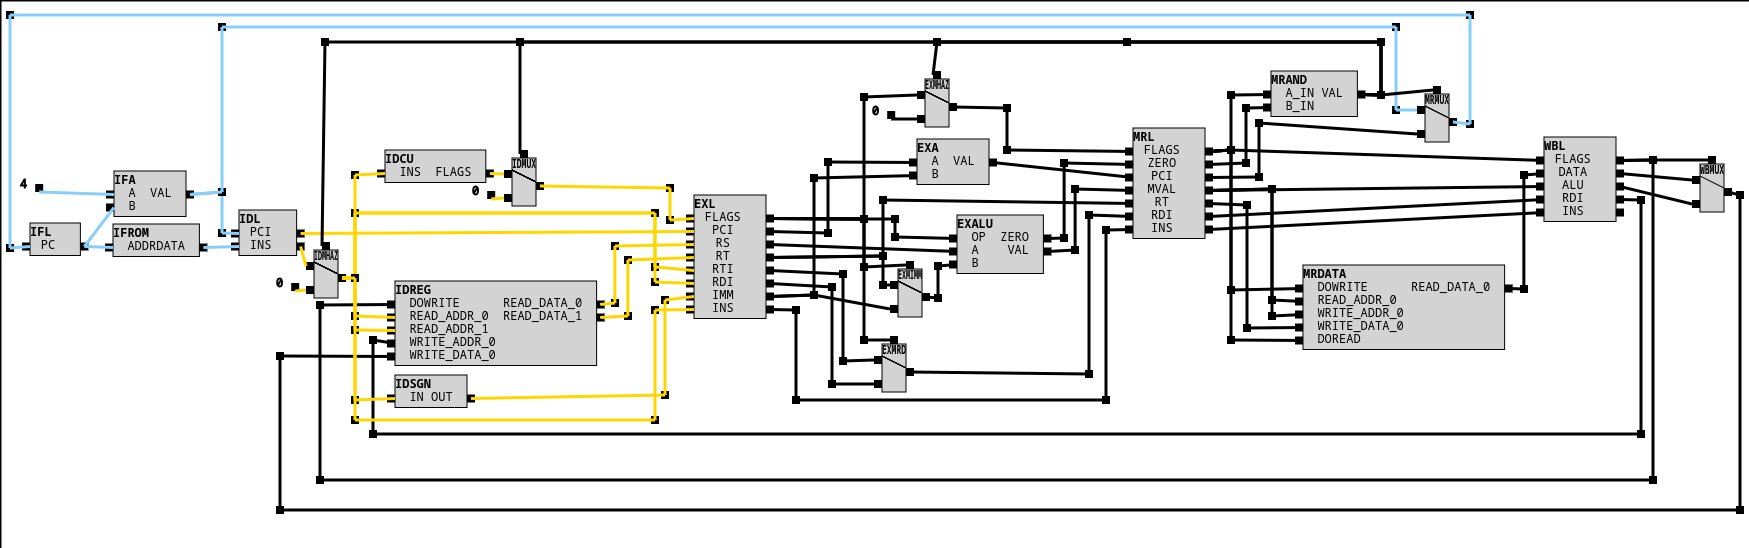 4
IFA
A VAL
B
IFL
PC
IFROM
ADDRDATA
IDL
PCI
INS
IDMHAZ
0
IDCU
INS FLAGS
IDMUX
0
IDREG
DOWRITE READ_DATA_0
READ_ADDR_0 READ_DATA_1
READ_ADDR_1
WRITE_ADDR_0
WRITE_DATA_0
IDSGN
IN OUT
EXL
FLAGS
PCI
RS
RT
RTI
RDI
IMM
INS
EXMHAZ
0
EXA
A VAL
B
EXALU
OP ZERO
A VAL
B
EXMIMM
EXMRD
MRL
FLAGS
ZERO
PCI
MVAL
RT
RDI
INS
MRAND
A_IN VAL
B_IN
MRMUX
MRDATA
DOWRITE READ_DATA_0
READ_ADDR_0
WRITE_ADDR_0
WRITE_DATA_0
DOREAD
WBL
FLAGS
DATA
ALU
RDI
INS
WBMUX